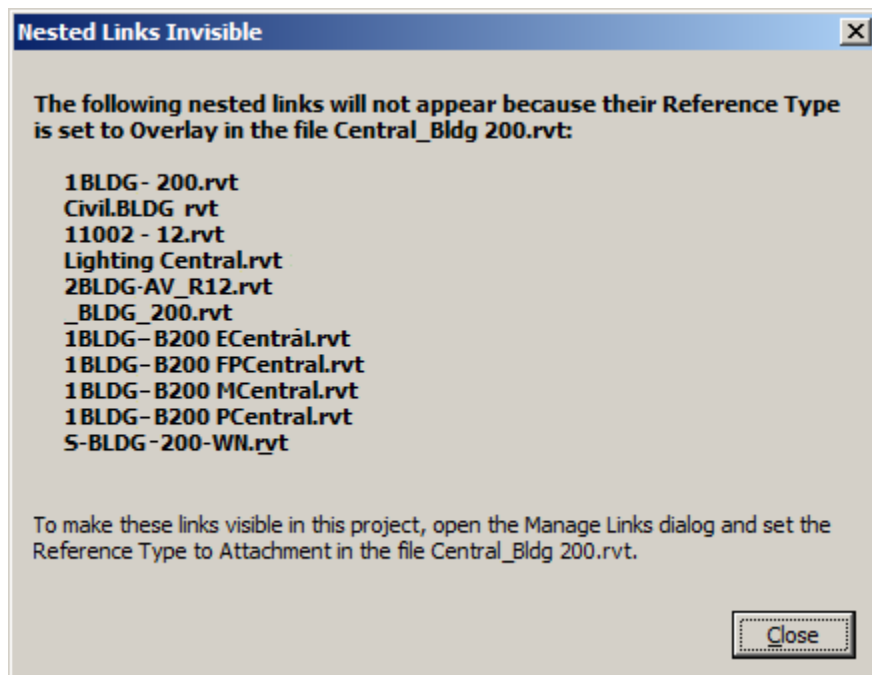 Nested Links Invisible
The following nested links will not appear because their Reference Type
is set to Overlay in the file Central_Bldg 200.rvt:
1BLDG- 200.rvt
Civil.BLDG rvt
11002 - 12.rvt
Lighting Central.rvt
2BLDG-AV_R12.rvt
_BLDG_200.rvt
1BLDG–B200 ECentral.rvt
1BLDG–B200 FPCentral.rvt
1BLDG–B200 MCentral.rvt
1BLDG–B200 PCentral.rvt
S-BLDG-200-WN.rvt
To make these links visible in this project, open the Manage Links dialog and set the
Reference Type to Attachment in the file Central_Bldg 200.rvt.
Close